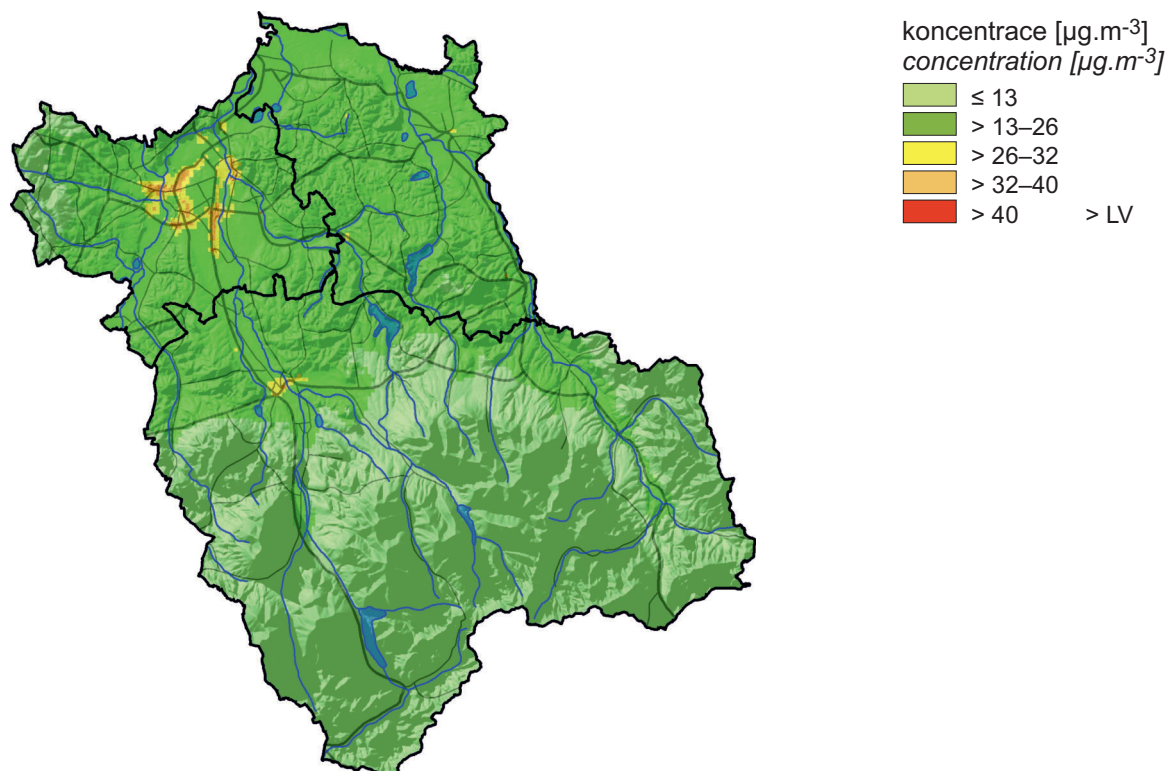 koncentrace [µg.m-3]
concentration [µg.m-3]
≤ 13
> 13–26
> 26–32
> 32–40
> 40 > LV